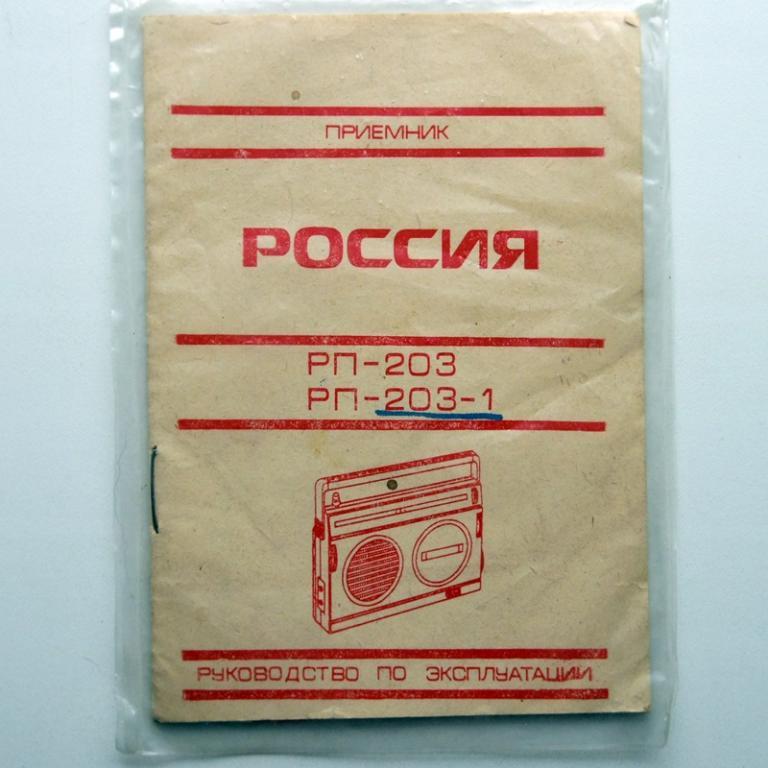 ПРИЕМНИК
РОССИЯ
РП-203
РП-203-1
РУКОВОДСТВО ПО ЭКСПЛУАТАЦИИ